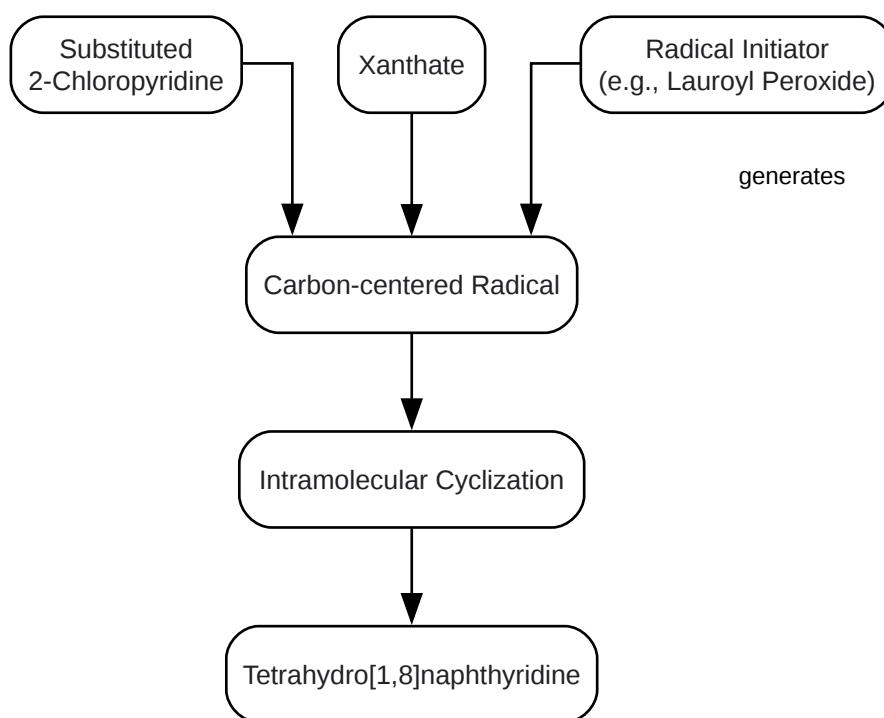 Substituted
2-Chloropyridine
Xanthate
Radical Initiator
(e.g., Lauroyl Peroxide)
generates
Carbon-centered Radical
Intramolecular Cyclization
Tetrahydro[1,8]naphthyridine